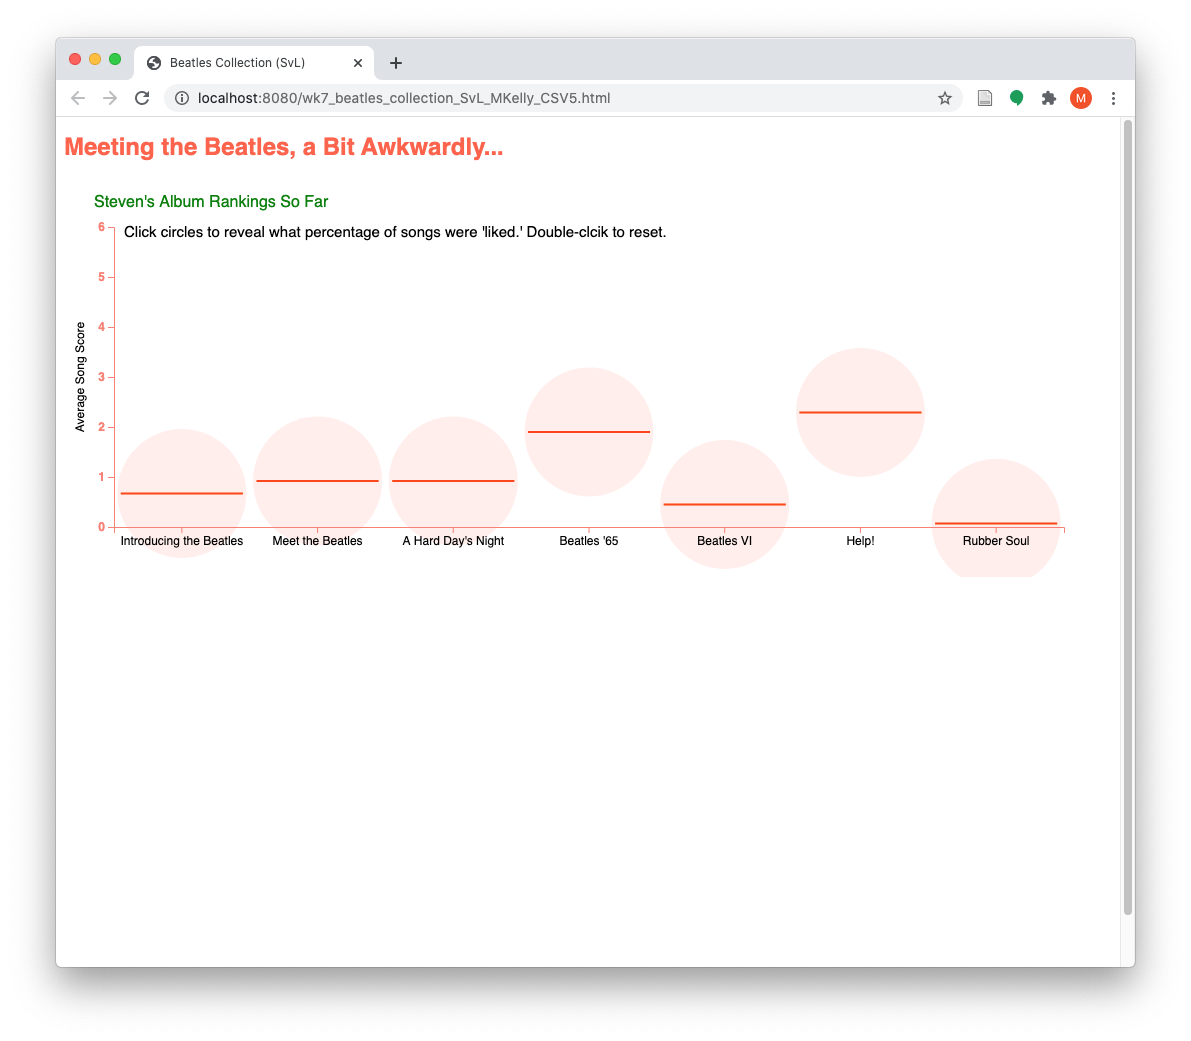 Beatles Collection (SvL)
localhost:8080/wk7_beatles_collection_SvL_MKelly_CSV5.html
M
Meeting the Beatles, a Bit Awkwardly...
Steven's Album Rankings So Far
Click circles to reveal what percentage of songs were 'liked.' Double-clcik to reset.
6
5
4
3
2
1
0
Average Song Score
Introducing the Beatles
Meet the Beatles
A Hard Day's Night
Beatles '65
Beatles VI
Help!
Rubber Soul